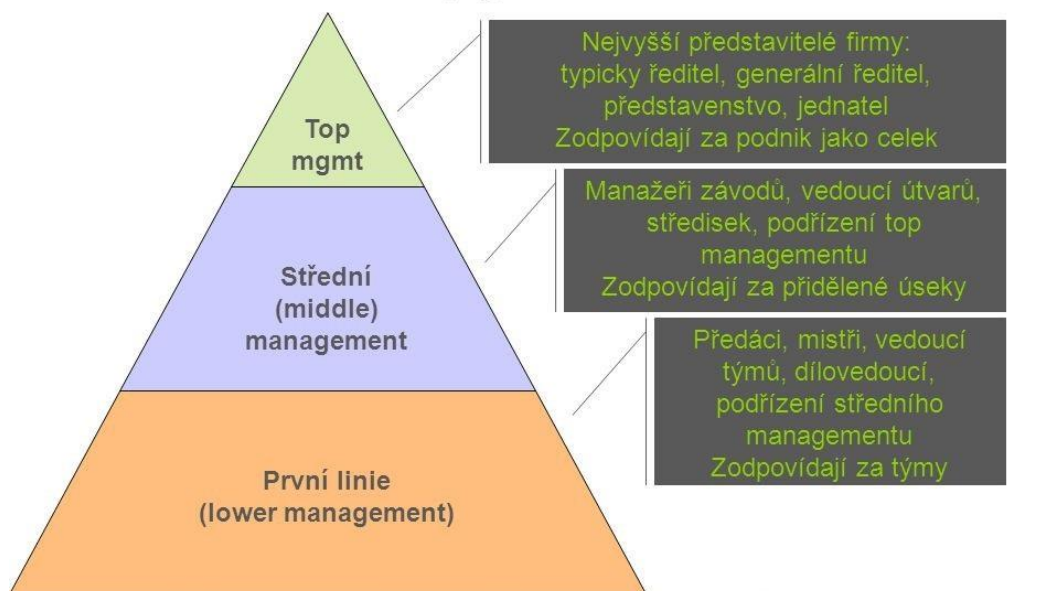 Top
mgmt
Nejvyšší představitelé firmy:
typicky ředitel, generální ředitel,
představenstvo, jednatel
Zodpovídají za podnik jako celek
Střední
(middle)
management
Manažeři závodů, vedoucí útvarů,
středisek, podřízení top
managementu
Zodpovídají za přidělené úseky
První linie
(lower management)
Předáci, mistři, vedoucí
týmů, dílovedoucí,
podřízení středního
managementu
Zodpovídají za týmy